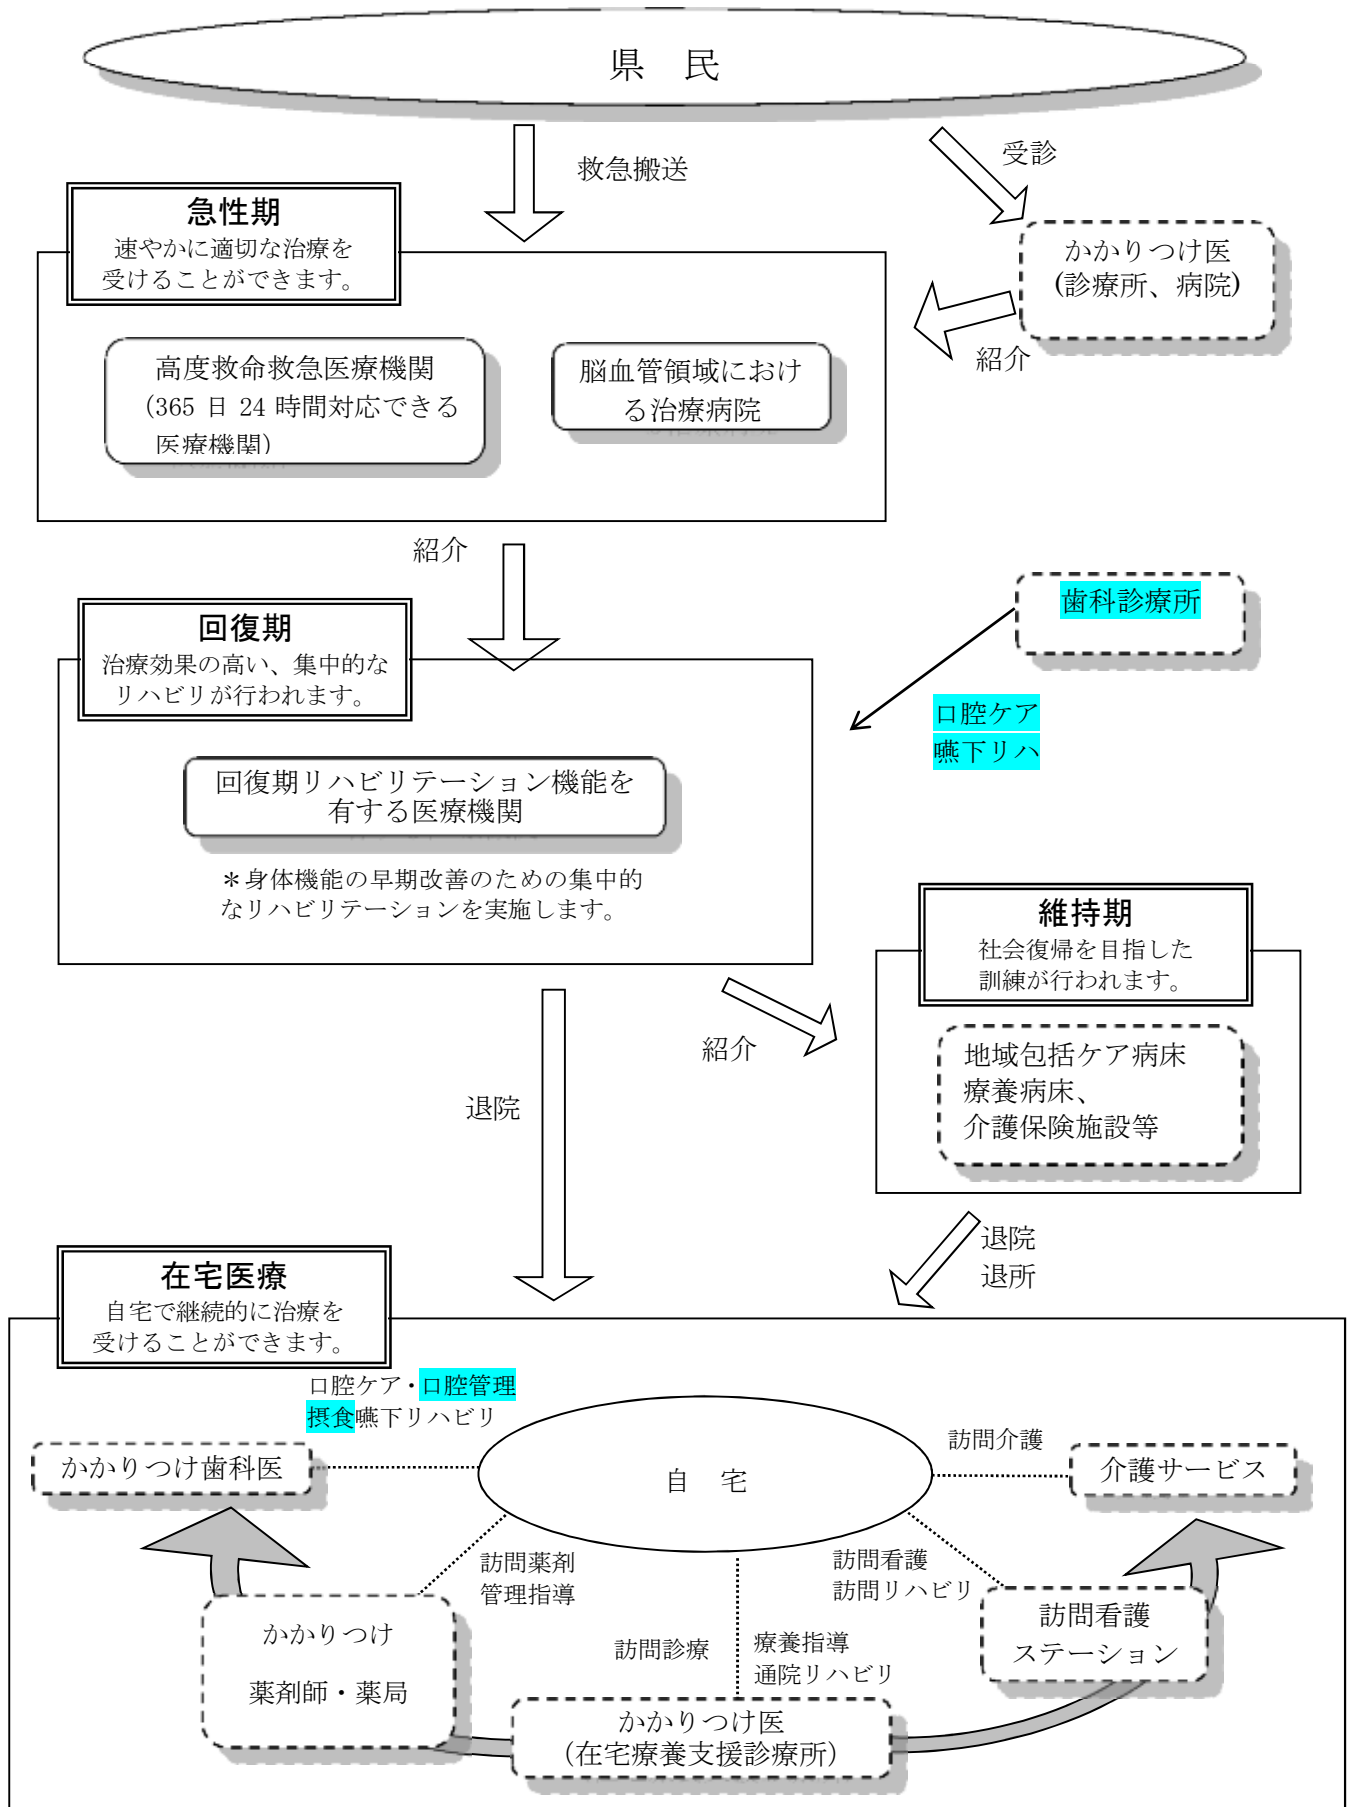 県　民
救急搬送
受診
急性期
速やかに適切な治療を
受けることができます。
かかりつけ医
(診療所、病院)
紹介
高度救命救急医療機関
（365 日 24 時間対応できる
医療機関）
脳血管領域におけ
る治療病院
紹介
歯科診療所
回復期
治療効果の高い、集中的な
リハビリが行われます。
口腔ケア
嚥下リハ
回復期リハビリテーション機能を
有する医療機関
＊身体機能の早期改善のための集中的
なリハビリテーションを実施します。
維持期
社会復帰を目指した
訓練が行われます。
紹介
地域包括ケア病床
療養病床、
介護保険施設等
退院
退院
退所
在宅医療
自宅で継続的に治療を
受けることができます。
口腔ケア・口腔管理
摂食嚥下リハビリ
かかりつけ歯科医
自　宅
訪問介護
介護サービス
訪問薬剤
管理指導
訪問看護
訪問リハビリ
かかりつけ
薬剤師・薬局
訪問診療
療養指導
通院リハビリ
訪問看護
ステーション
かかりつけ医
（在宅療養支援診療所）